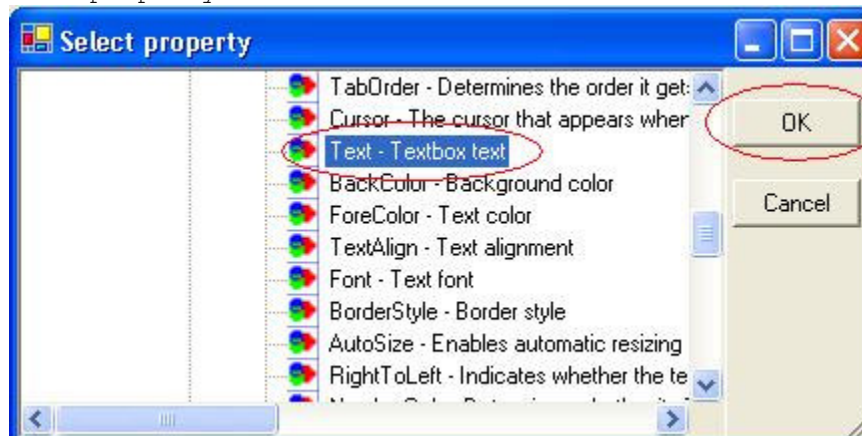 Select property
TabOrder - Determines the order it gets
Cursor - The cursor that appears when
Text - Textbox text
BackColor - Background color
ForeColor - Text color
TextAlign - Text alignment
Font - Text font
BorderStyle - Border style
AutoSize - Enables automatic resizing
RightToLeft - Indicates whether the te
OK
Cancel